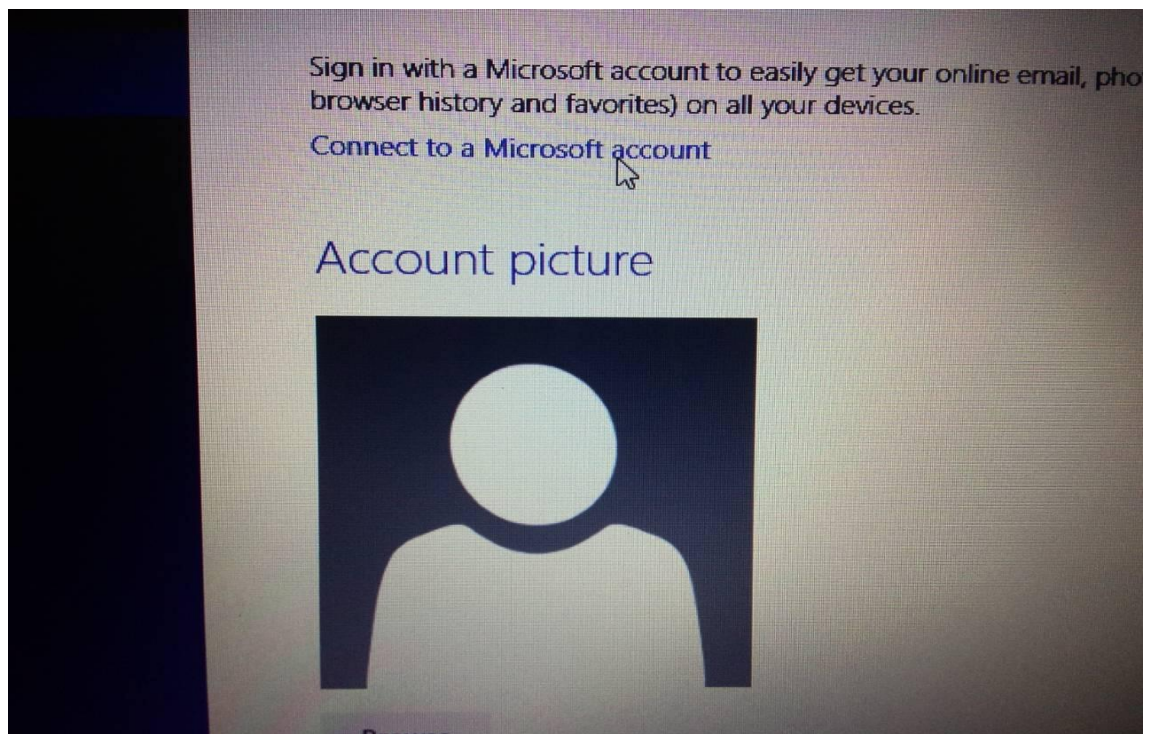 Sign in with a Microsoft account to easily get your online email, pho
browser history and favorites) on all your devices.
Connect to a Microsoft account
Account picture